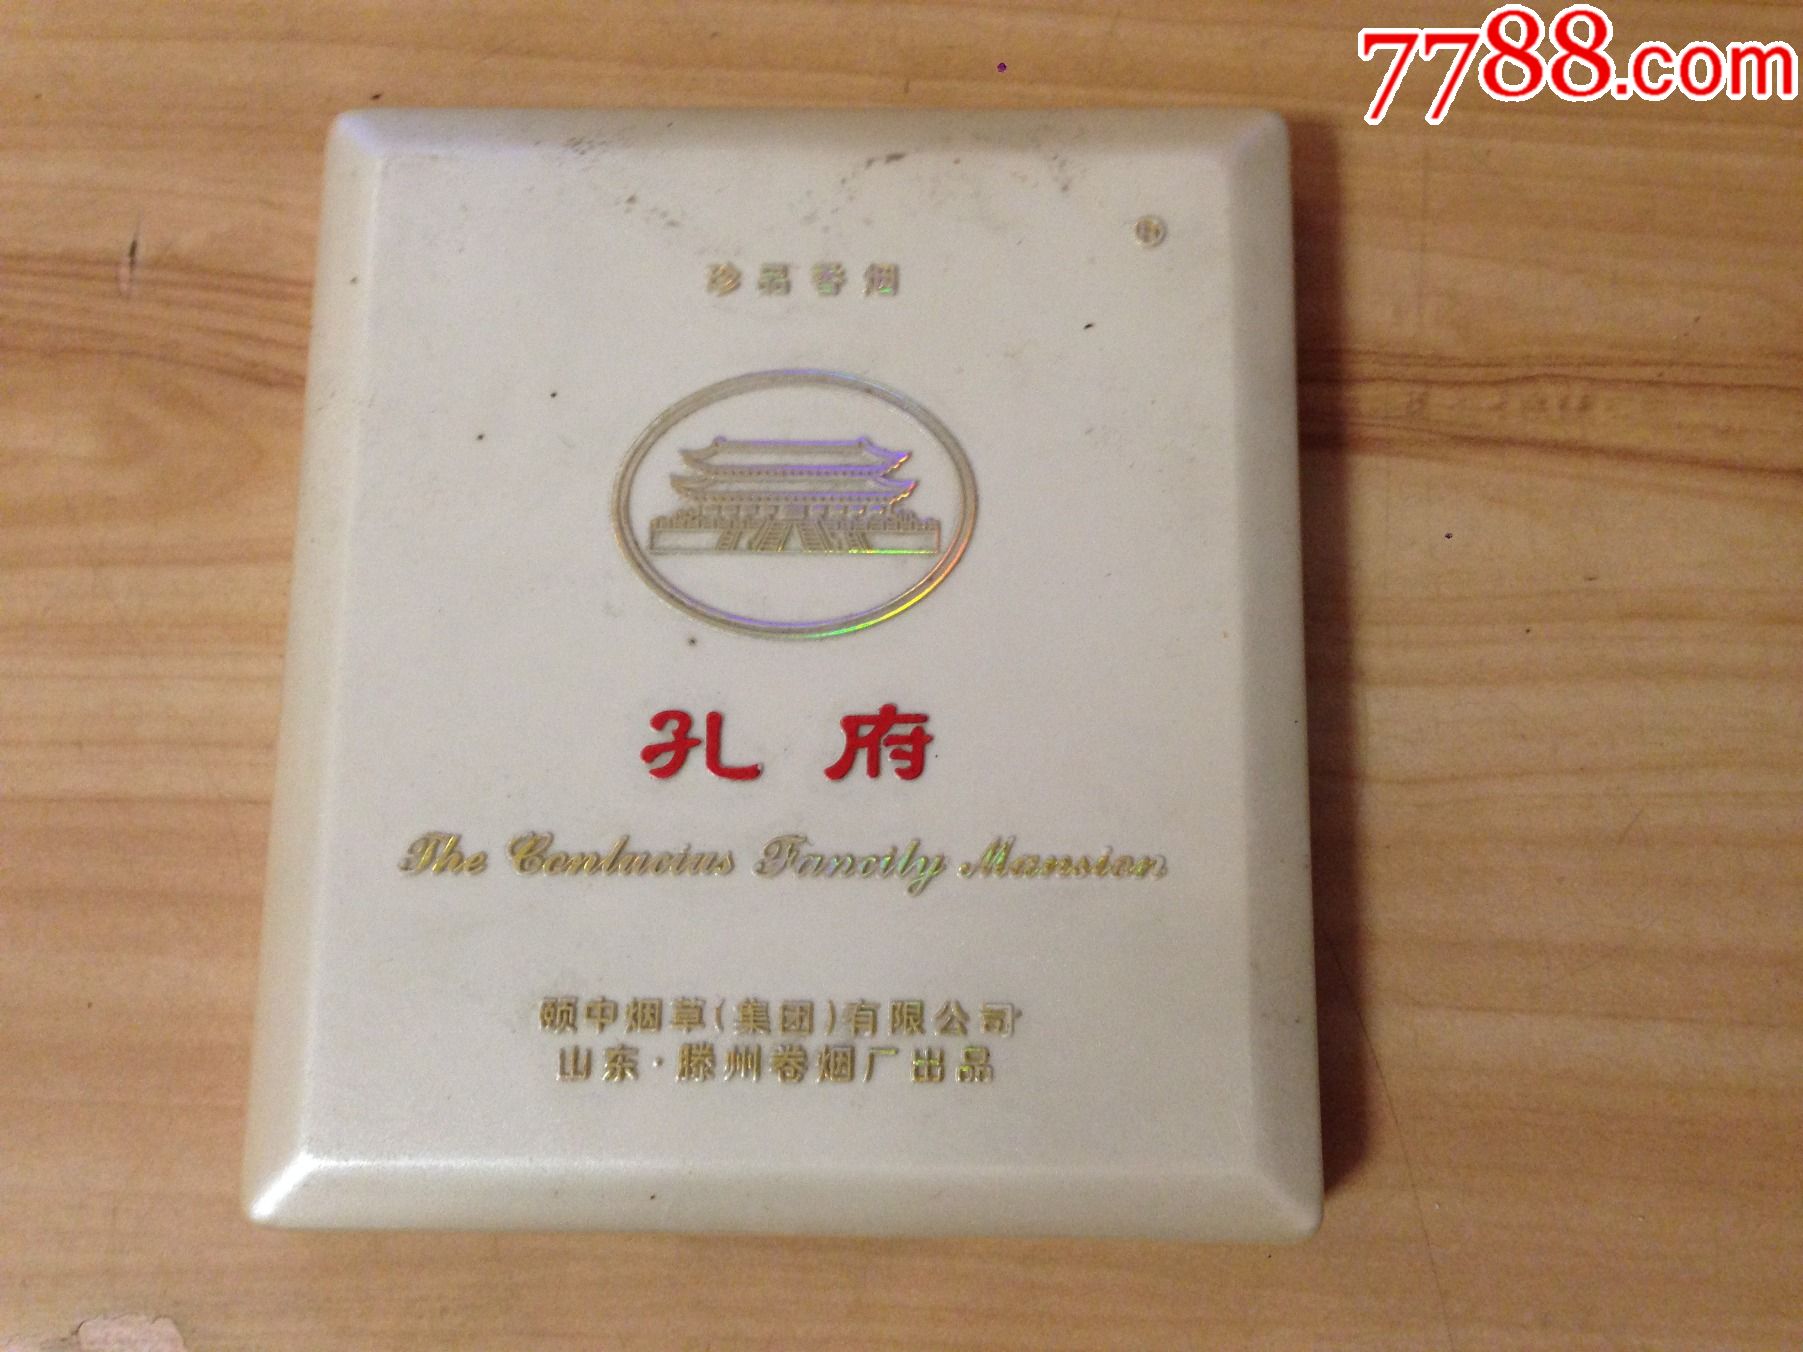 7788.com
®
珍品卷烟
孔府
The Confucius Family Mansion
颐中烟草(集团)有限公司
山东·滕州卷烟厂出品